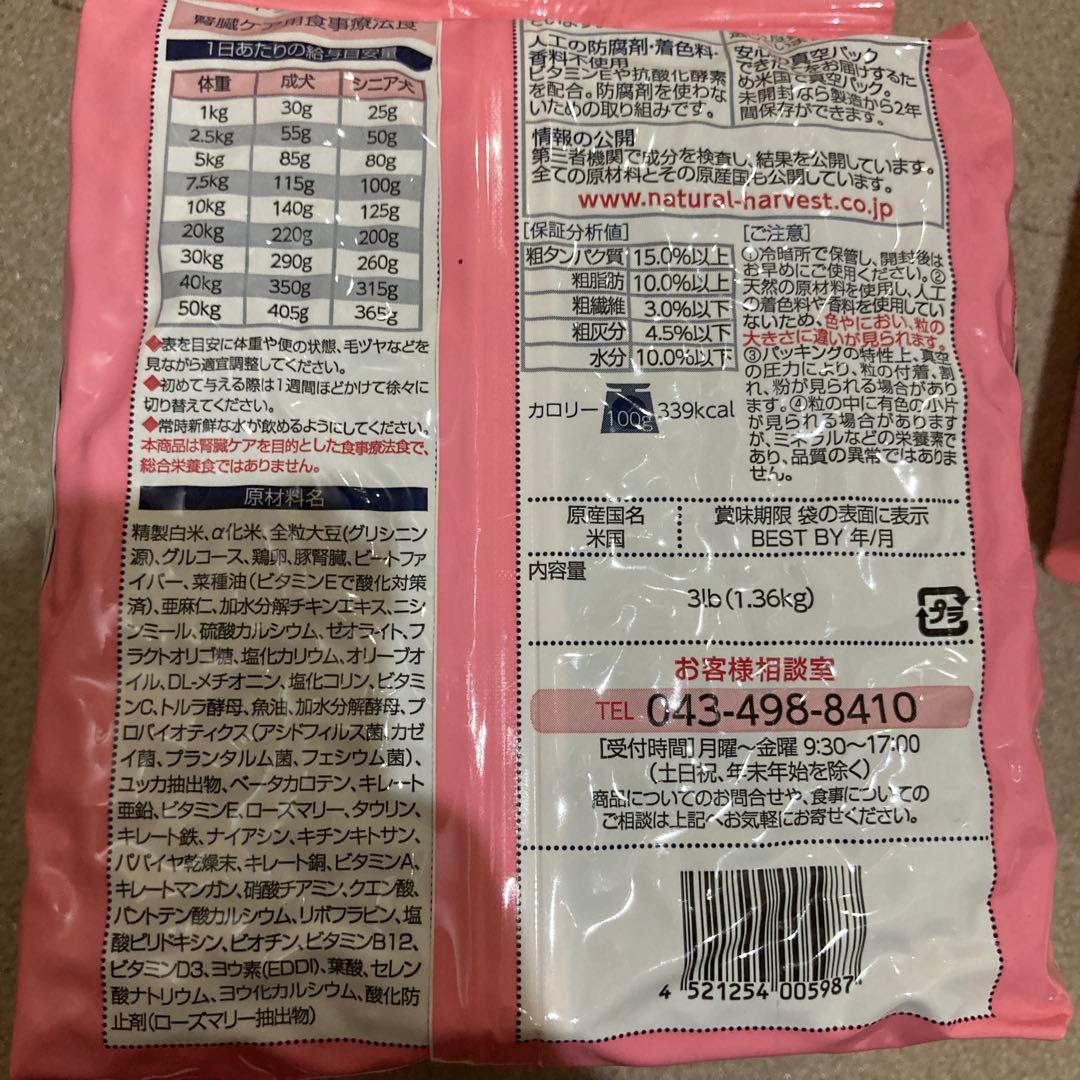 腎臓ケア用食事療法食
1日あたりの給与目安量
体重 成犬 シニア犬
1kg 30g 25g
2.5kg 55g 50g
5kg 85g 80g
7.5kg 115g 100g
10kg 140g 125g
20kg 220g 200g
30kg 290g 260g
40kg 350g 315g
50kg 405g 365g
◆表を目安に体重や便の状態、毛ヅヤなどを
見ながら適宜調整してください。
◆初めて与える際は1週間ほどかけて徐々に
切り替えてください。
◆常時新鮮な水が飲めるようにしてください。
本商品は腎臓ケアを目的とした食事療法食で、
総合栄養食ではありません。
原材料名
精製白米、α化米、全粒大豆(グリシニン
源)、グルコース、鶏卵、豚腎臓、ビートファ
イバー、菜種油(ビタミンEで酸化対策
済)、亜麻仁、加水分解チキンエキス、ニシ
ンミール、硫酸カルシウム、ゼオライト、フ
ラクトオリゴ糖、塩化カリウム、オリーブオ
イル、DL-メチオニン、塩化コリン、ビタミ
ンC、トルラ酵母、魚油、加水分解酵母、プ
ロバイオティクス(アシドフィルス菌、カゼ
イ菌、プランタルム菌、フェシウム菌)、
ユッカ抽出物、ベータカロテン、キレート
亜鉛、ビタミンE、ローズマリー、タウリン、
キレート鉄、ナイアシン、キチンキトサン、
パパイヤ乾燥末、キレート銅、ビタミンA、
キレートマンガン、硝酸チアミン、クエン酸、
パントテン酸カルシウム、リボフラビン、塩
酸ピリドキシン、ビオチン、ビタミンB12、
ビタミンD3、ヨウ素(EDDI)、葉酸、セレン
酸ナトリウム、ヨウ化カルシウム、酸化防
止剤(ローズマリー抽出物)
人工の防腐剤・着色料・
香料不使用
ビタミンEや抗酸化酵素
を配合。防腐剤を使わな
いための取り組みです。
安心の真空パック
できたてをお届けするた
め米国で真空パック。
未開封なら製造から2年
間保存ができます。
情報の公開
第三者機関で成分を検査し、結果を公開しています。
全ての原材料とその原産国も公開しています。
www.natural-harvest.co.jp
[保証分析値]
粗タンパク質 15.0%以上
粗脂肪 10.0%以上
粗繊維 3.0%以下
粗灰分 4.5%以下
水分 10.0%以下
カロリー 100g 339kcal
[ご注意]
①冷暗所で保管し、開封後は
お早めにご使用ください。②
天然の原材料を使用し、人工
の着色料や香料を使用してい
ないため、色やにおい、粒の
大きさに違いが見られます。
③パッキングの特性上、真空
の圧力により、粒の付着、割
れ、粉が見られる場合があり
ます。④粒の中に有色の小片
が見られる場合があります
が、ミネラルなどの栄養素で
あり、品質の異常ではありま
せん。
原産国名
米国
賞味期限 袋の表面に表示
BEST BY 年/月
内容量
3lb(1.36kg)
プラ
お客様相談室
TEL 043-498-8410
[受付時間]月曜～金曜 9:30～17:00
(土日祝、年末年始を除く)
商品についてのお問合せや、食事についての
ご相談は上記へお気軽にお寄せください。
4 521254 005987